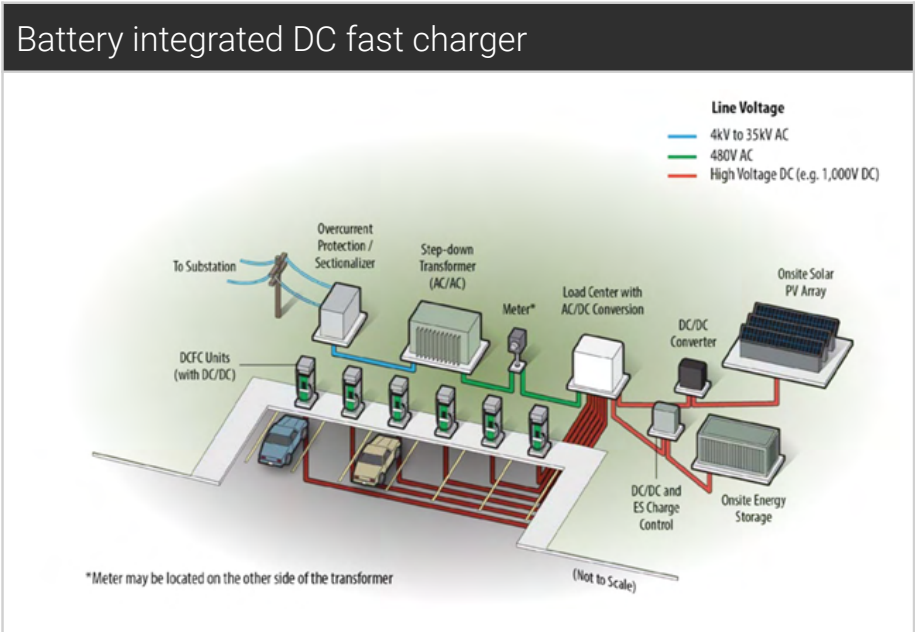 Battery integrated DC fast charger
Line Voltage
4kV to 35kV AC
480V AC
High Voltage DC (e.g. 1,000V DC)
Overcurrent
Protection /
Sectionalizer
To Substation
Step-down
Transformer
(AC/AC)
Meter*
Load Center with
AC/DC Conversion
DC/DC
Converter
Onsite Solar
PV Array
DCFC Units
(with DC/DC)
DC/DC and
ES Charge
Control
Onsite Energy
Storage
*Meter may be located on the other side of the transformer
(Not to Scale)